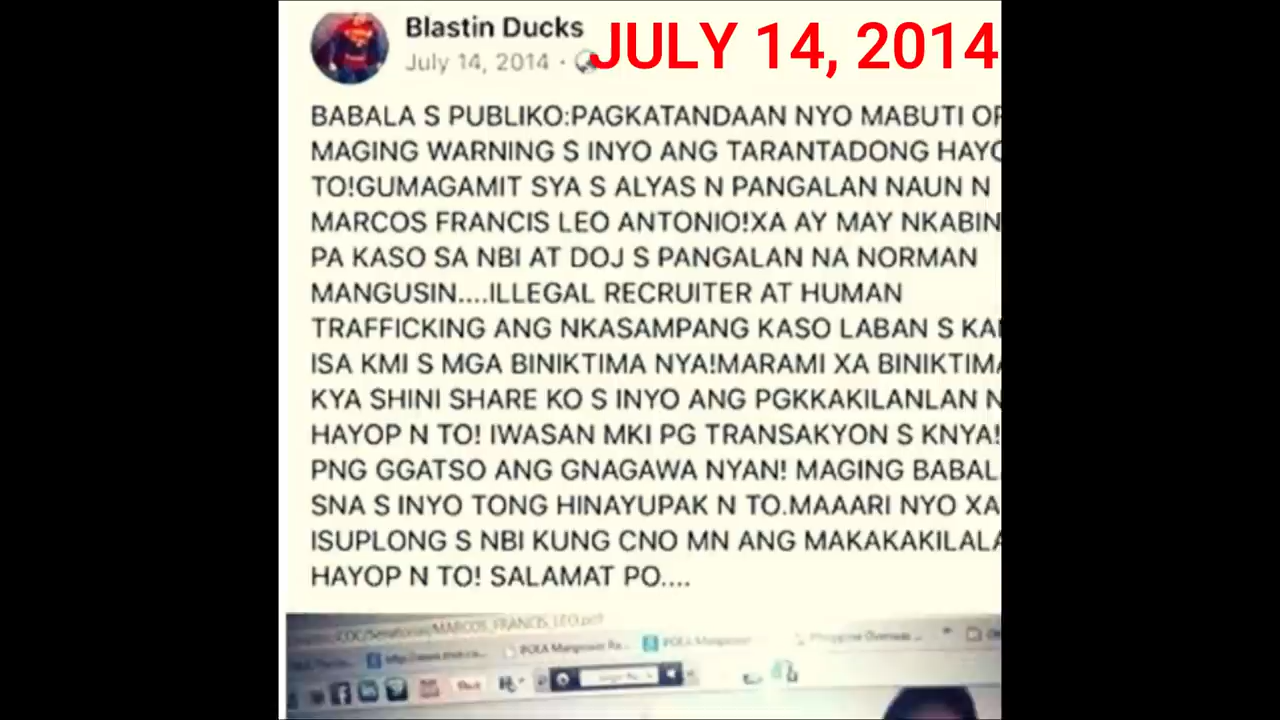 Blastin Ducks
JULY 14, 2014
July 14, 2014 ·
BABALA S PUBLIKO:PAGKATANDAAN NYO MABUTI
MAGING WARNING S INYO ANG TARANTADONG
TO!GUMAGAMIT SYA S ALYAS N PANGALAN NAUN N
MARCOS FRANCIS LEO ANTONIO!XA AY MAY NKABIN
PA KASO SA NBI AT DOJ S PANGALAN NA NORMAN
MANGUSIN....ILLEGAL RECRUITER AT HUMAN
TRAFFICKING ANG NKASAMPANG KASO LABAN S
ISA KMI S MGA BINIKTIMA NYA!MARAMI XA BINIKTIMA
KYA SHINI SHARE KO S INYO ANG PGKKAKILANLAN N
HAYOP N TO! IWASAN MKI PG TRANSAKYON S KNYA!
PNG GGATSO ANG GNAGAWA NYAN! MAGING BABAL
SNA S INYO TONG HINAYUPAK N TO.MAAARI NYO XA
ISUPLONG S NBI KUNG CNO MN ANG MAKAKAKILALA
HAYOP N TO! SALAMAT PO....
MARCOS_FRANCIS_LEO.pdf
POEA Manpower